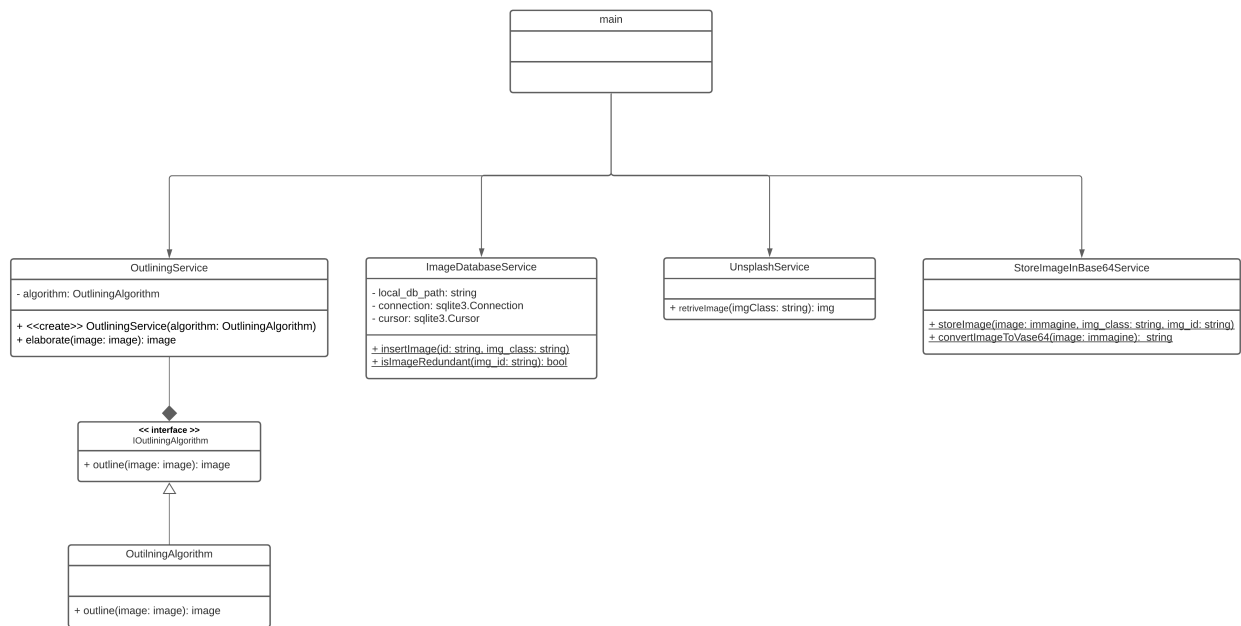 main
OutliningService
- algorithm: OutliningAlgorithm
+ <<create>> OutliningService(algorithm: OutliningAlgorithm)
+ elaborate(image: image): image
ImageDatabaseService
- local_db_path: string
- connection: sqlite3.Connection
- cursor: sqlite3.Cursor
+ insertImage(id: string, img_class: string)
+ isImageRedundant(img_id: string): bool
UnsplashService
+ retriveImage(imgClass: string): img
StoreImageInBase64Service
+ storeImage(image: immagine, img_class: string, img_id: string)
+ convertImageToVase64(image: immagine): string
<< interface >>
IOutliningAlgorithm
+ outline(image: image): image
OutilningAlgorithm
+ outline(image: image): image